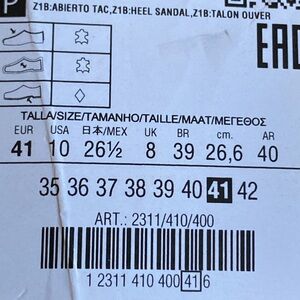 P
Z1B:ABIERTO TAC,Z1B:HEEL SANDAL,Z1B:TALON OUVER
EAC
TALLA/SIZE/TAMANHO/TAILLE/MAAT/ΜΕΓΕΘΟΣ
EUR USA 日本/MEX UK BR cm. AR
41 10 26½ 8 39 26,6 40
35 36 37 38 39 40 41 42
ART.: 2311/410/400
1 2311 410 400 41 6